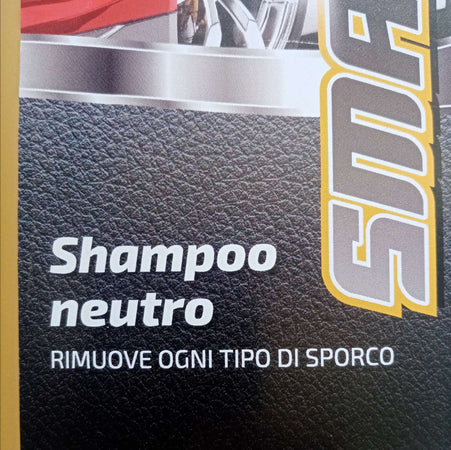 Shampoo
neutro
RIMUOVE OGNI TIPO DI SPORCO